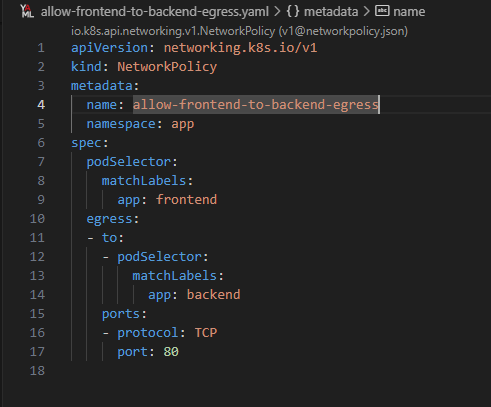 YAML allow-frontend-to-backend-egress.yaml > { } metadata > abc name
io.k8s.api.networking.v1.NetworkPolicy (v1@networkpolicy.json)
1 apiVersion: networking.k8s.io/v1
2 kind: NetworkPolicy
3 metadata:
4   name: allow-frontend-to-backend-egress
5   namespace: app
6 spec:
7   podSelector:
8     matchLabels:
9       app: frontend
10   egress:
11   - to:
12     - podSelector:
13         matchLabels:
14           app: backend
15     ports:
16     - protocol: TCP
17       port: 80
18